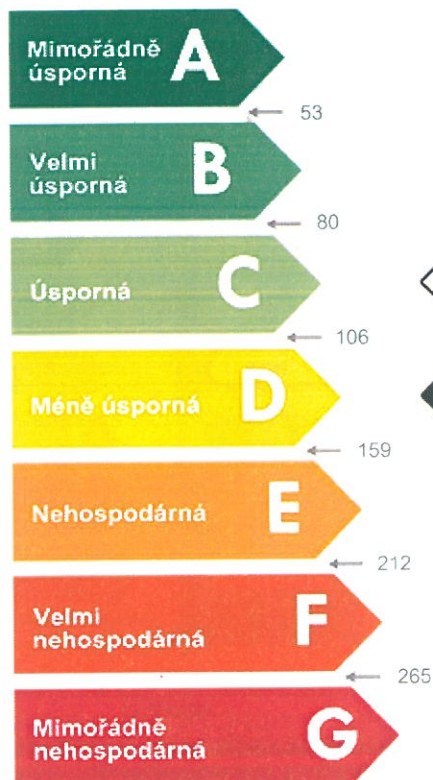 Mimořádně
úsporná
A
53
Velmi
úsporná
B
80
Úsporná
C
106
Méně úsporná
D
159
Nehospodárná
E
212
Velmi
nehospodárná
F
265
Mimořádně
nehospodárná
G